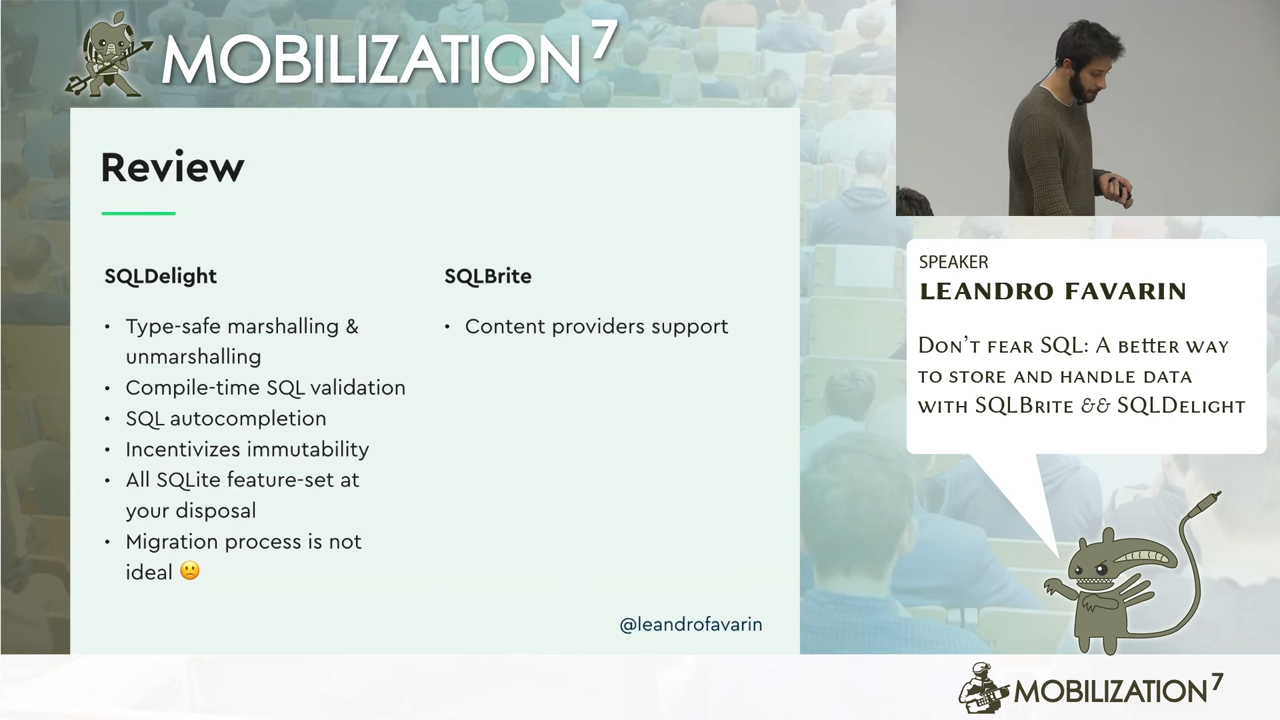 MOBILIZATION 7
Review
SQLDelight
• Type-safe marshalling &
unmarshalling
• Compile-time SQL validation
• SQL autocompletion
• Incentivizes immutability
• All SQLite feature-set at
your disposal
• Migration process is not
ideal 🙁
SQLBrite
• Content providers support
@leandrofavarin
SPEAKER
LEANDRO FAVARIN
DON'T FEAR SQL: A BETTER WAY
TO STORE AND HANDLE DATA
WITH SQLBRITE && SQLDELIGHT
MOBILIZATION 7